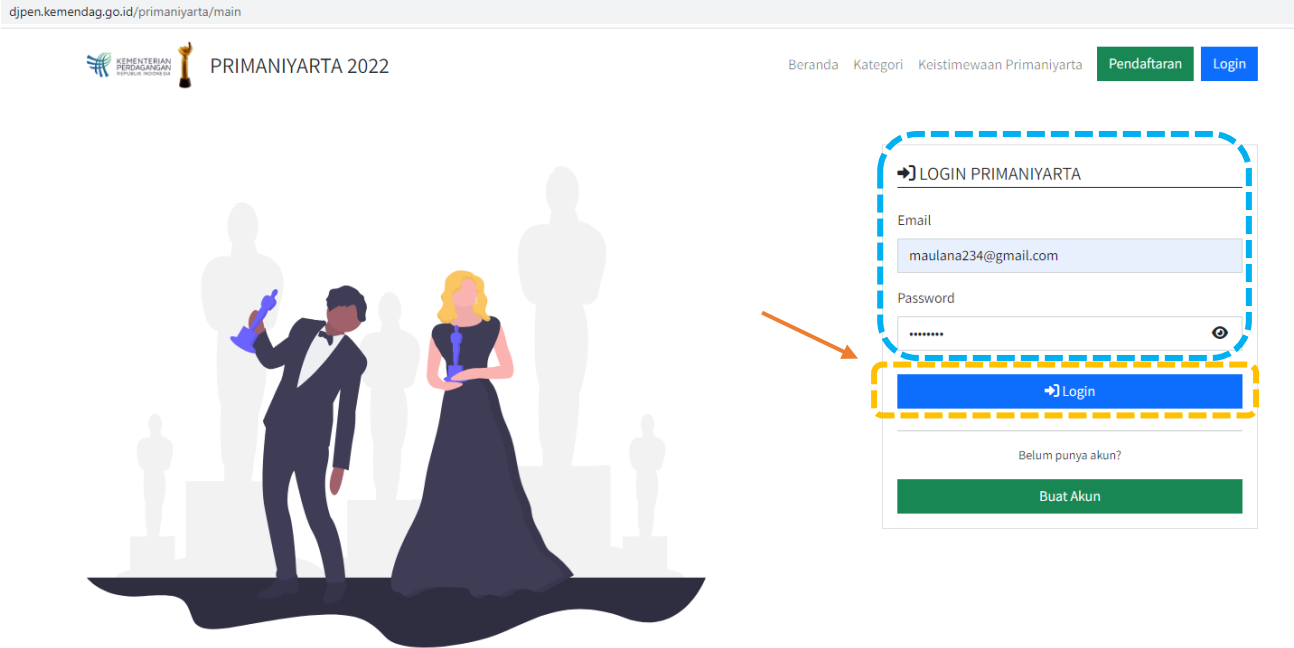 djpen.kemendag.go.id/primaniyarta/main
KEMENTERIAN
PERDAGANGAN
REPUBLIK INDONESIA
PRIMANIYARTA 2022
Beranda Kategori Keistimewaan Primaniyarta Pendaftaran Login
LOGIN PRIMANIYARTA
Email
maulana234@gmail.com
Password
••••••••
Login
Belum punya akun?
Buat Akun